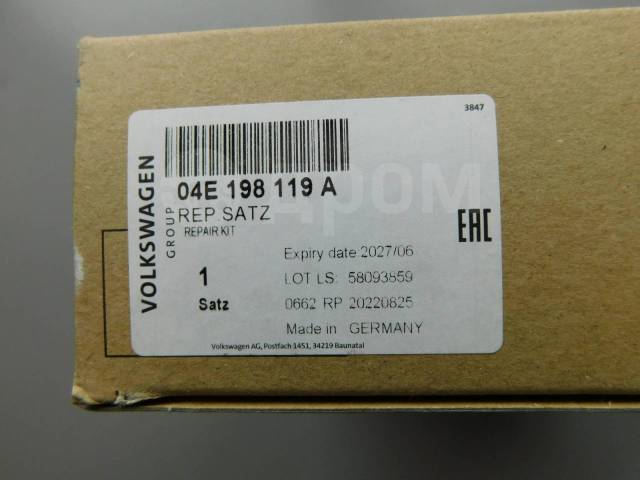 3847
VOLKSWAGEN
GROUP
04E 198 119 A
REP.SATZ
REPAIR KIT
1
Satz
Expiry date 2027/06
LOT LS: 58093859
0662 RP 20220825
Made in GERMANY
EAC
Volkswagen AG, Postfach 1451, 34219 Baunatal